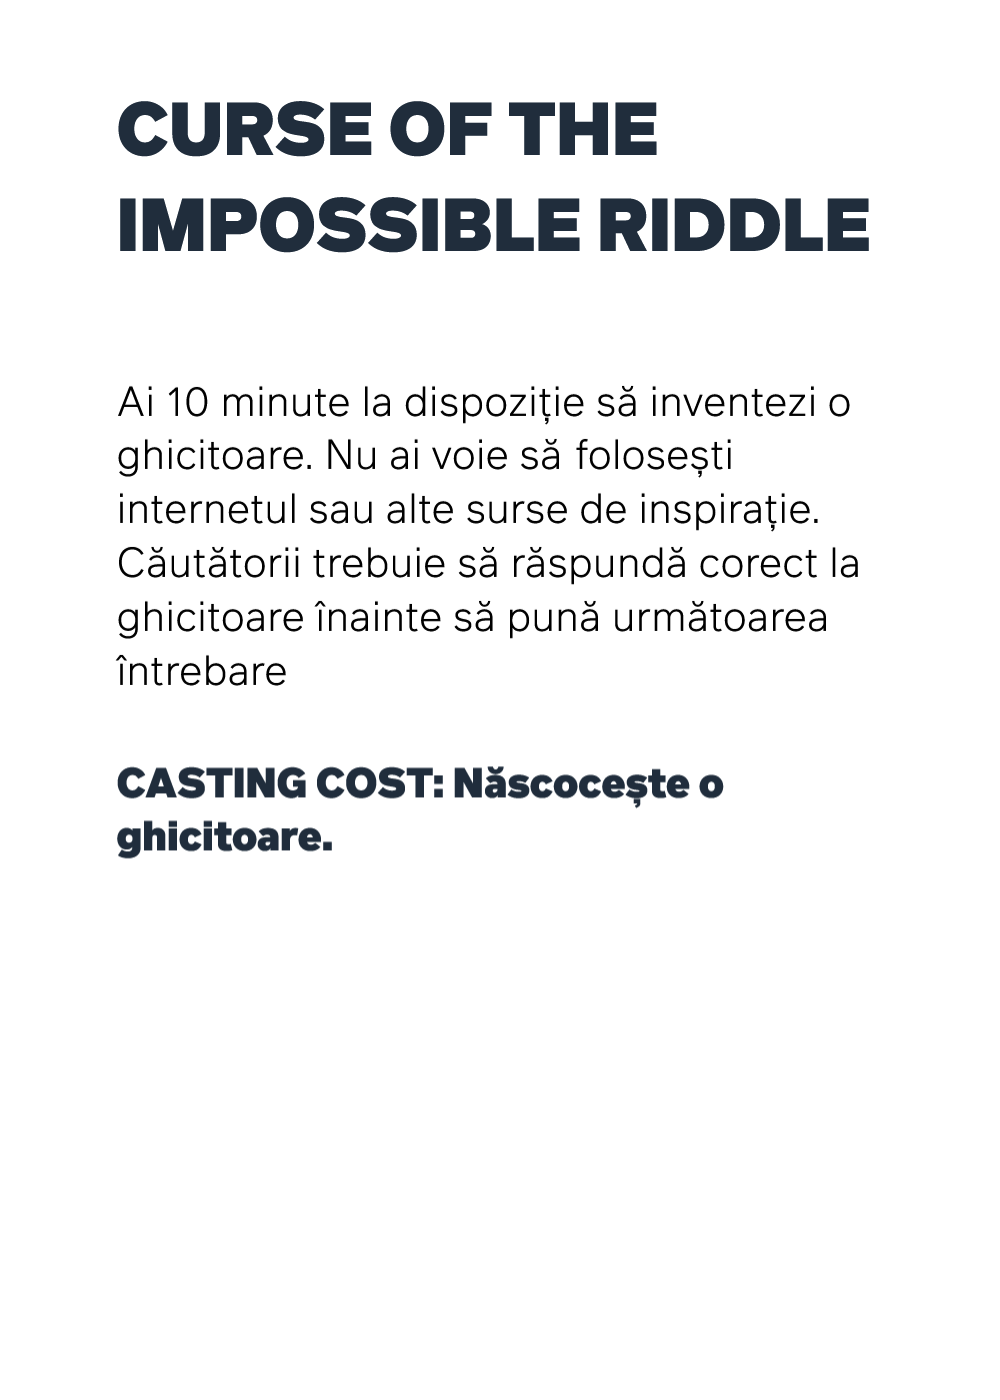 CURSE OF THE
IMPOSSIBLE RIDDLE
Ai 10 minute la dispoziție să inventezi o
ghicitoare. Nu ai voie să folosești
internetul sau alte surse de inspirație.
Căutătorii trebuie să răspundă corect la
ghicitoare înainte să pună următoarea
întrebare
CASTING COST: Născocește o
ghicitoare.